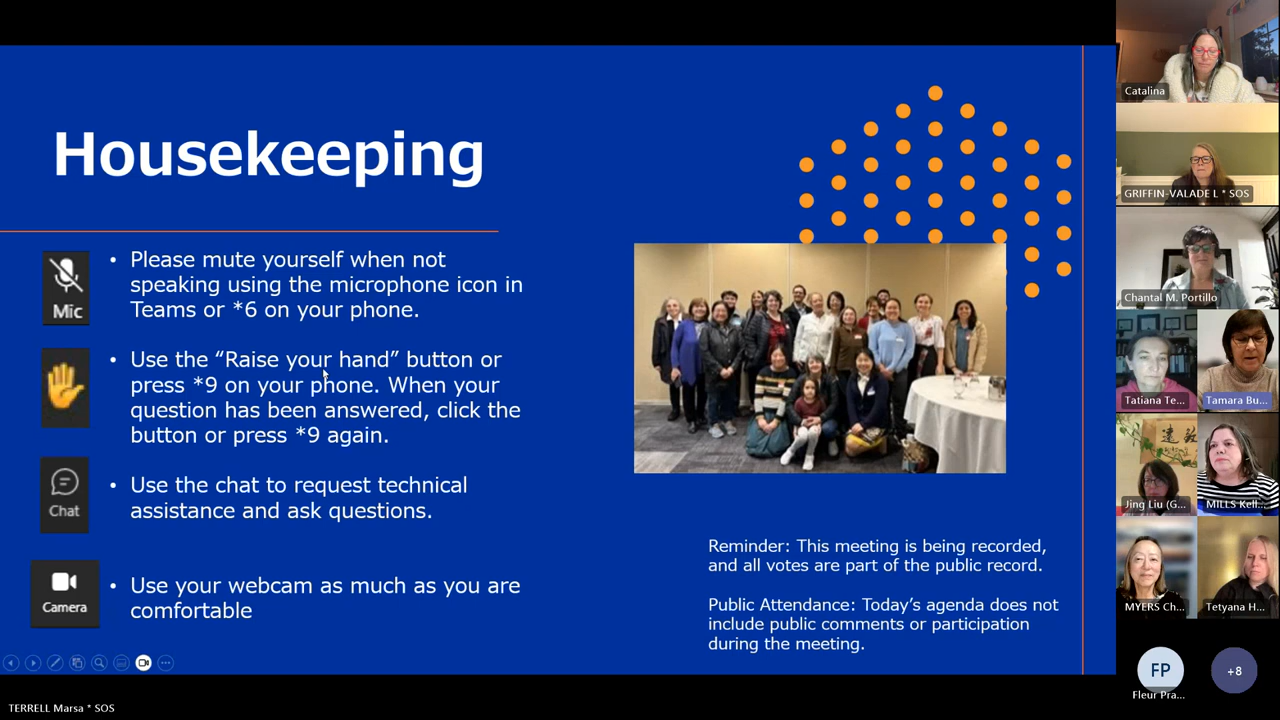 Housekeeping
Mic
Please mute yourself when not
speaking using the microphone icon in
Teams or *6 on your phone.
Use the “Raise your hand” button or
press *9 on your phone. When your
question has been answered, click the
button or press *9 again.
Chat
Use the chat to request technical
assistance and ask questions.
Camera
Use your webcam as much as you are
comfortable
Reminder: This meeting is being recorded,
and all votes are part of the public record.
Public Attendance: Today’s agenda does not
include public comments or participation
during the meeting.
TERRELL Marsa * SOS
Catalina
GRIFFIN-VALADE L * SOS
Chantal M. Portillo
Tatiana Te...
Tamara Bu...
Jing Liu (G...
MILLS Kell...
MYERS Ch...
Tetyana H...
FP
Fleur Pra...
+8